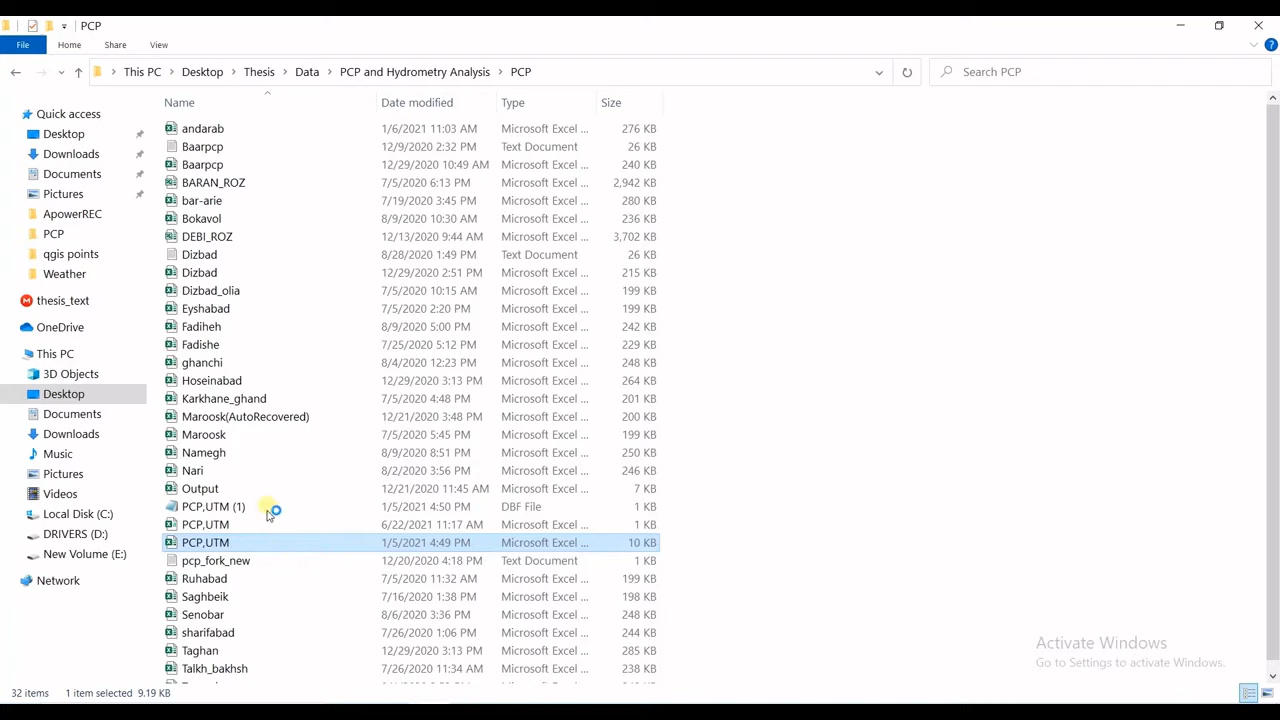 PCP
File Home Share View
This PC Desktop Thesis Data PCP and Hydrometry Analysis PCP Search PCP
Name Date modified Type Size
Quick access
Desktop
Downloads
Documents
Pictures
ApowerREC
PCP
qgis points
Weather
thesis_text
OneDrive
This PC
3D Objects
Desktop
Documents
Downloads
Music
Pictures
Videos
Local Disk (C:)
DRIVERS (D:)
New Volume (E:)
Network
andarab 1/6/2021 11:03 AM Microsoft Excel ... 276 KB
Baarpcp 12/9/2020 2:32 PM Text Document 26 KB
Baarpcp 12/29/2020 10:49 AM Microsoft Excel ... 240 KB
BARAN_ROZ 7/5/2020 6:13 PM Microsoft Excel ... 2,942 KB
bar-arie 7/19/2020 3:45 PM Microsoft Excel ... 280 KB
Bokavol 8/9/2020 10:30 AM Microsoft Excel ... 236 KB
DEBI_ROZ 12/13/2020 9:44 AM Microsoft Excel ... 3,702 KB
Dizbad 8/28/2020 1:49 PM Text Document 26 KB
Dizbad 12/29/2020 2:51 PM Microsoft Excel ... 215 KB
Dizbad_olia 7/5/2020 10:15 AM Microsoft Excel ... 199 KB
Eyshabad 7/5/2020 2:20 PM Microsoft Excel ... 199 KB
Fadiheh 8/9/2020 5:00 PM Microsoft Excel ... 242 KB
Fadishe 7/25/2020 5:12 PM Microsoft Excel ... 229 KB
ghanchi 8/4/2020 12:23 PM Microsoft Excel ... 248 KB
Hoseinabad 12/29/2020 3:13 PM Microsoft Excel ... 264 KB
Karkhane_ghand 7/5/2020 4:48 PM Microsoft Excel ... 201 KB
Maroosk(AutoRecovered) 12/21/2020 3:48 PM Microsoft Excel ... 200 KB
Maroosk 7/5/2020 5:45 PM Microsoft Excel ... 199 KB
Namegh 8/9/2020 8:51 PM Microsoft Excel ... 250 KB
Nari 8/2/2020 3:56 PM Microsoft Excel ... 246 KB
Output 12/21/2020 11:45 AM Microsoft Excel ... 7 KB
PCP,UTM (1) 1/5/2021 4:50 PM DBF File 1 KB
PCP,UTM 6/22/2021 11:17 AM Microsoft Excel ... 1 KB
PCP,UTM 1/5/2021 4:49 PM Microsoft Excel ... 10 KB
pcp_fork_new 12/20/2020 4:18 PM Text Document 1 KB
Ruhabad 7/5/2020 11:32 AM Microsoft Excel ... 199 KB
Saghbeik 7/16/2020 1:38 PM Microsoft Excel ... 198 KB
Senobar 8/6/2020 3:36 PM Microsoft Excel ... 248 KB
sharifabad 7/26/2020 1:06 PM Microsoft Excel ... 244 KB
Taghan 12/29/2020 3:13 PM Microsoft Excel ... 285 KB
Talkh_bakhsh 7/26/2020 11:34 AM Microsoft Excel ... 238 KB
Activate Windows
Go to Settings to activate Windows.
32 items 1 item selected 9.19 KB